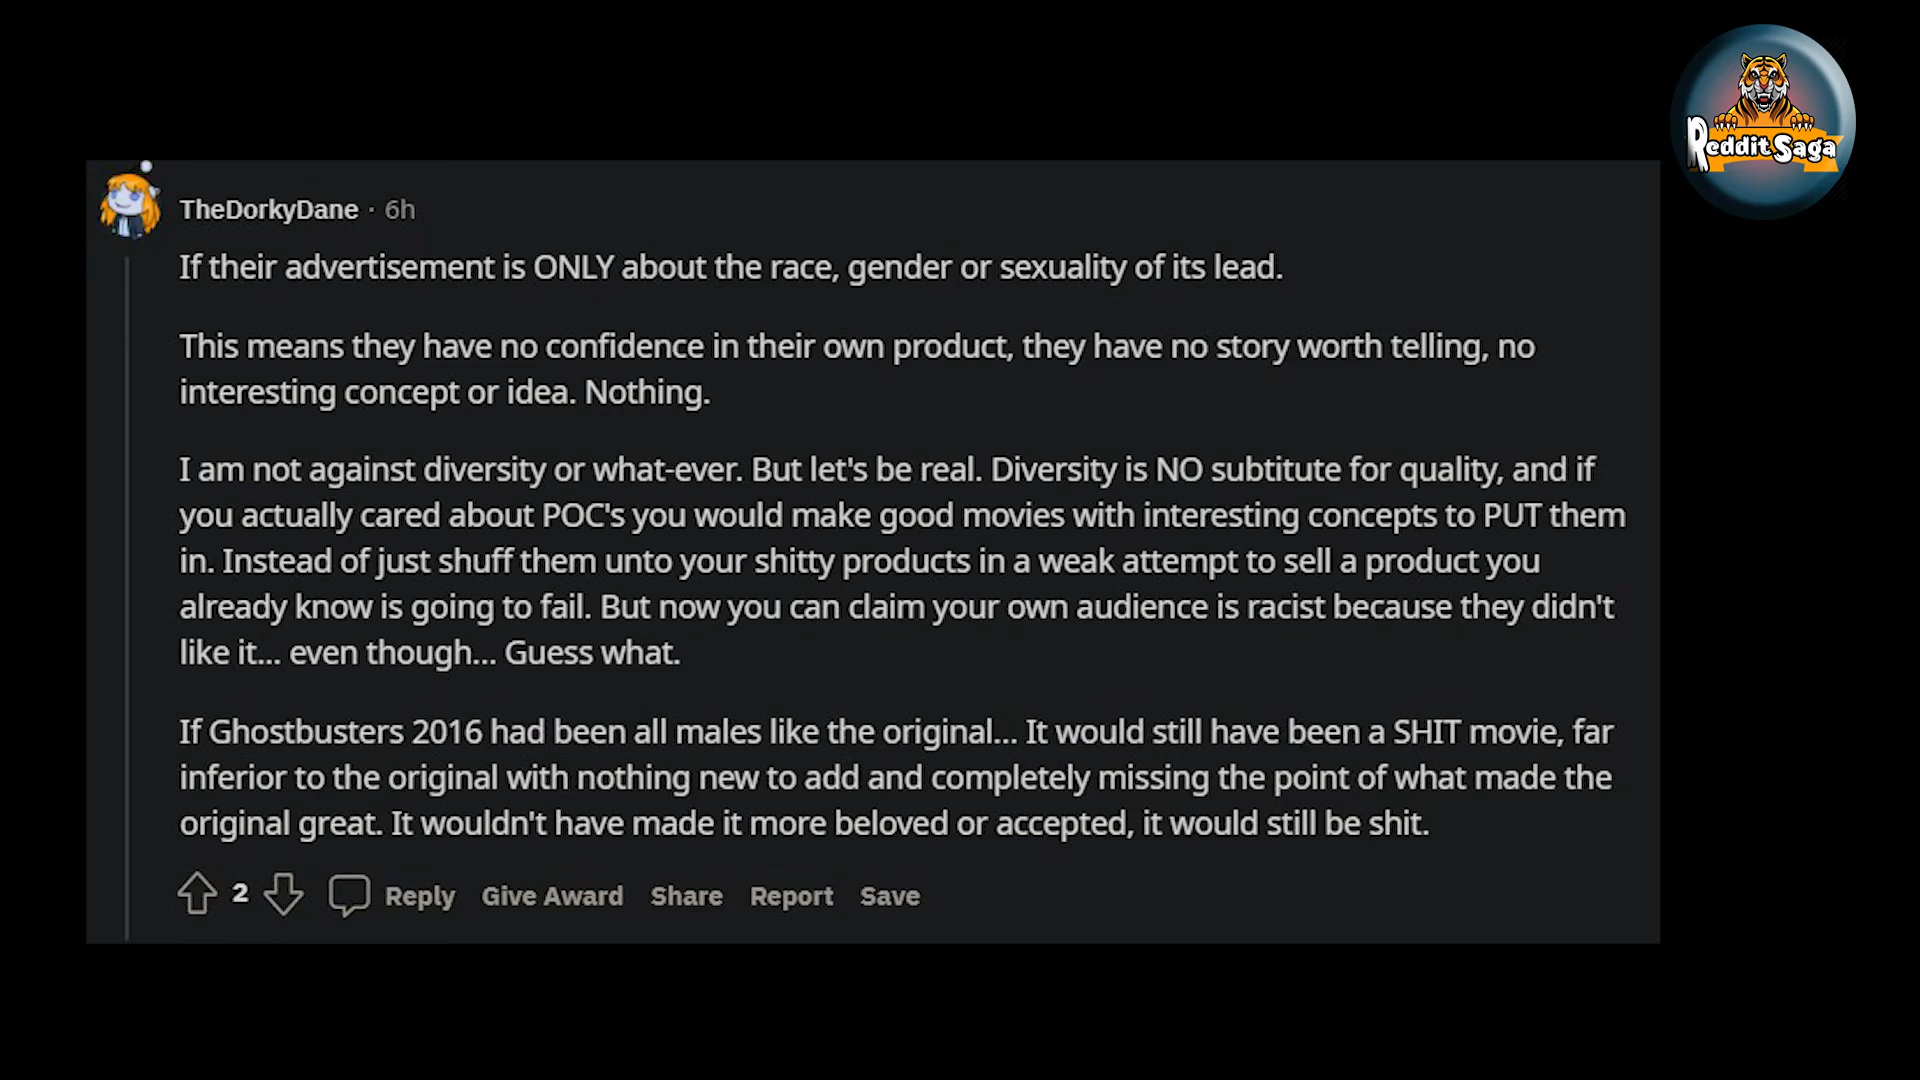 Reddit Saga
TheDorkyDane · 6h
If their advertisement is ONLY about the race, gender or sexuality of its lead.
This means they have no confidence in their own product, they have no story worth telling, no
interesting concept or idea. Nothing.
I am not against diversity or what-ever. But let's be real. Diversity is NO subtitute for quality, and if
you actually cared about POC's you would make good movies with interesting concepts to PUT them
in. Instead of just shuff them unto your shitty products in a weak attempt to sell a product you
already know is going to fail. But now you can claim your own audience is racist because they didn't
like it... even though... Guess what.
If Ghostbusters 2016 had been all males like the original... It would still have been a SHIT movie, far
inferior to the original with nothing new to add and completely missing the point of what made the
original great. It wouldn't have made it more beloved or accepted, it would still be shit.
2 Reply Give Award Share Report Save